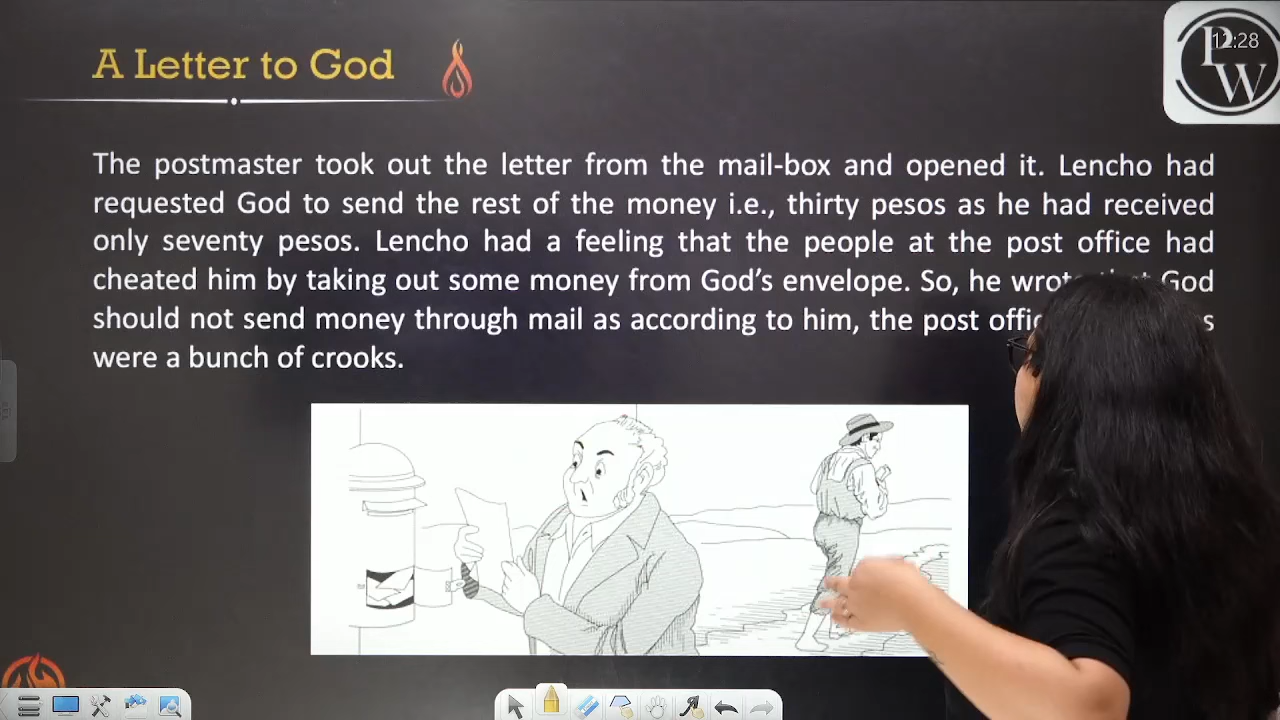 A Letter to God
12:28
PW
The postmaster took out the letter from the mail-box and opened it. Lencho had
requested God to send the rest of the money i.e., thirty pesos as he had received
only seventy pesos. Lencho had a feeling that the people at the post office had
cheated him by taking out some money from God’s envelope. So, he wrote God
should not send money through mail as according to him, the post
were a bunch of crooks.